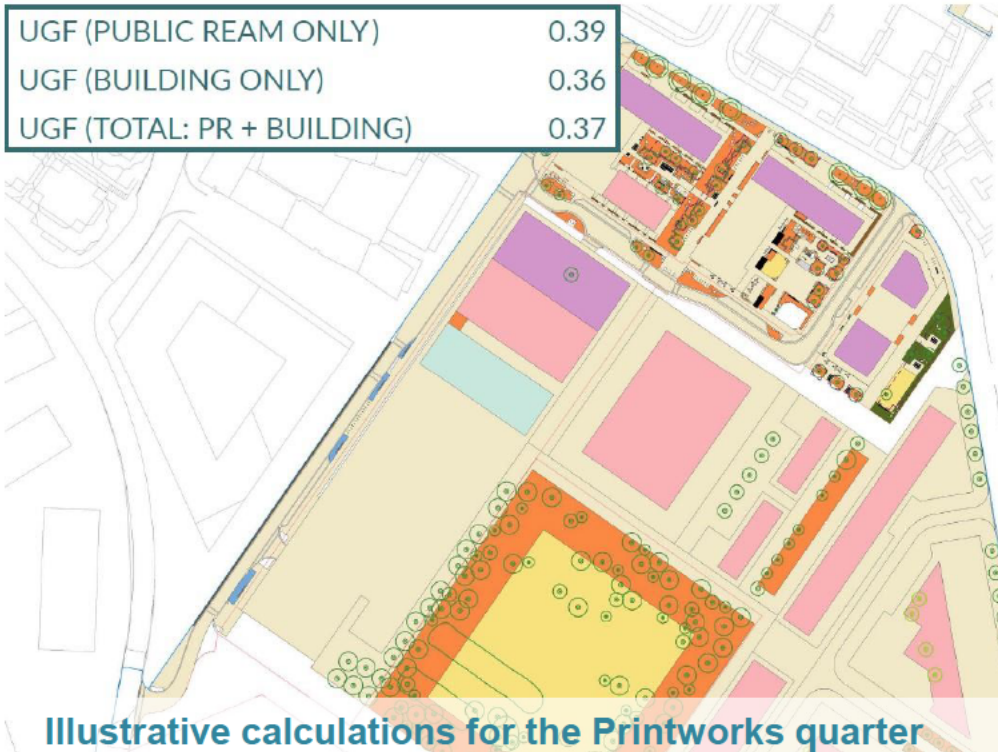 UGF (PUBLIC REAM ONLY) 0.39
UGF (BUILDING ONLY) 0.36
UGF (TOTAL: PR + BUILDING) 0.37
Illustrative calculations for the Printworks quarter